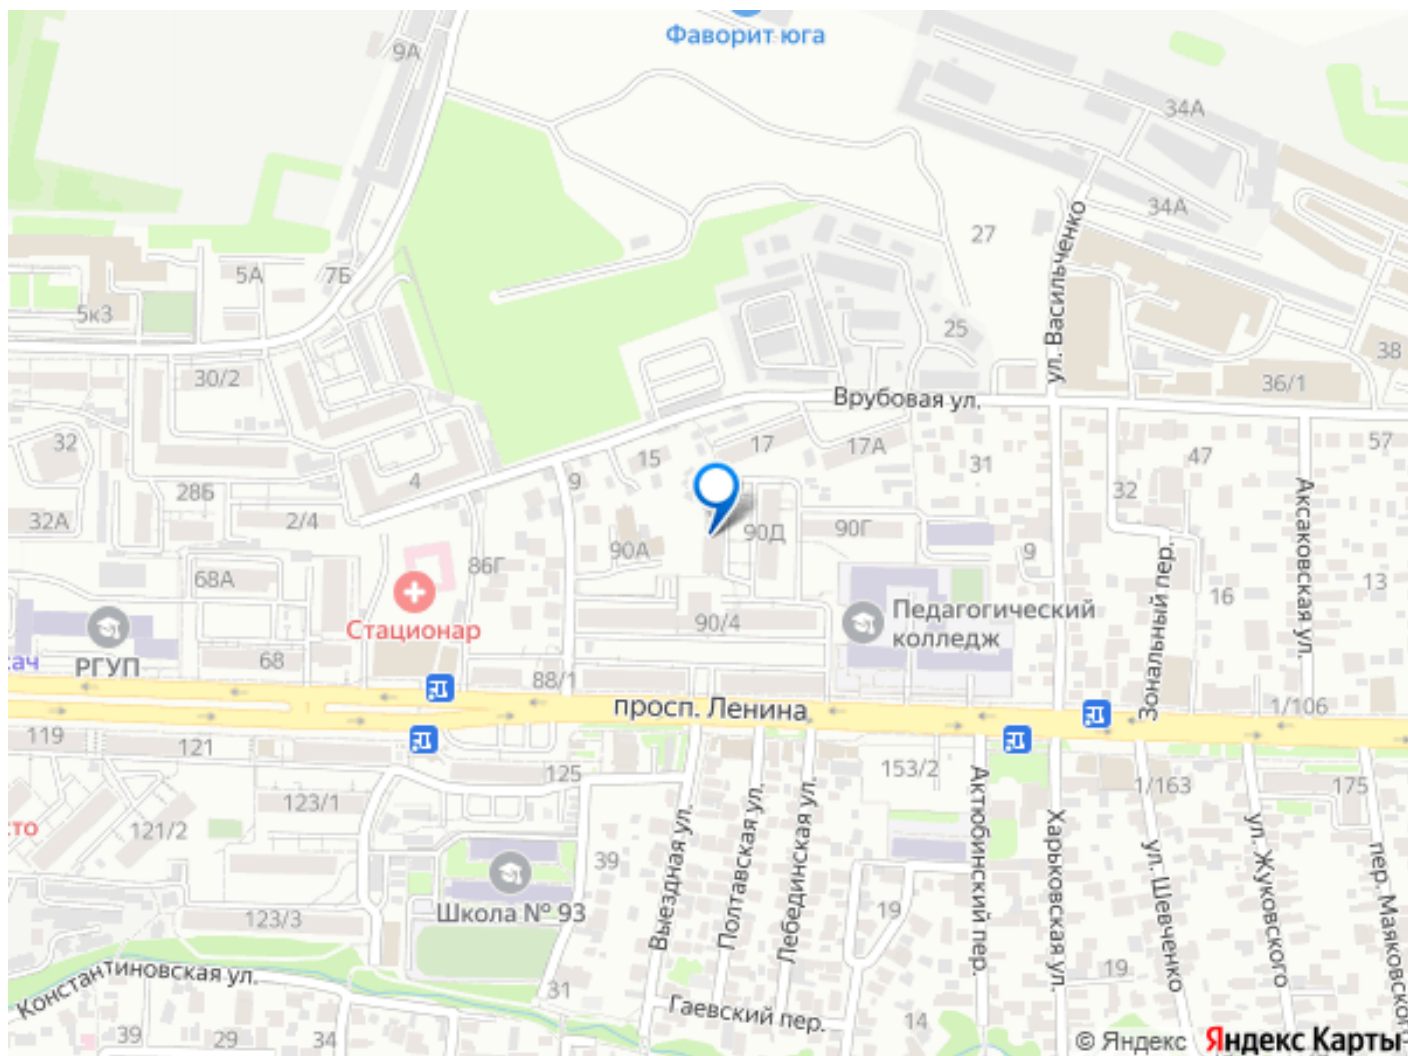 Фаворит юга
9А
34А
34А
27
ул. Васильченко
5А
7Б
5к3
25
38
30/2
36/1
Врубовая ул.
32
15
17
17А
57
47
31
4
9
28Б
32
Аксаковская ул.
32А
2/4
90Д
90Г
90А
9
86Г
68А
Зональный пер.
13
16
Стационар
90/4
Педагогический
колледж
РГУП
ач
68
88/1
просп. Ленина
1/106
119
121
125
153/2
1/163
175
123/1
сто
121/2
39
Выездная ул.
Полтавская ул.
Лебединская ул.
Актюбинский пер.
Харьковская ул.
ул. Шевченко
ул. Жуковского
пер. Маяковского
Школа № 93
123/3
19
19
Константиновская ул.
31
Гаевский пер.
14
39
29
34
© Яндекс Яндекс Карты